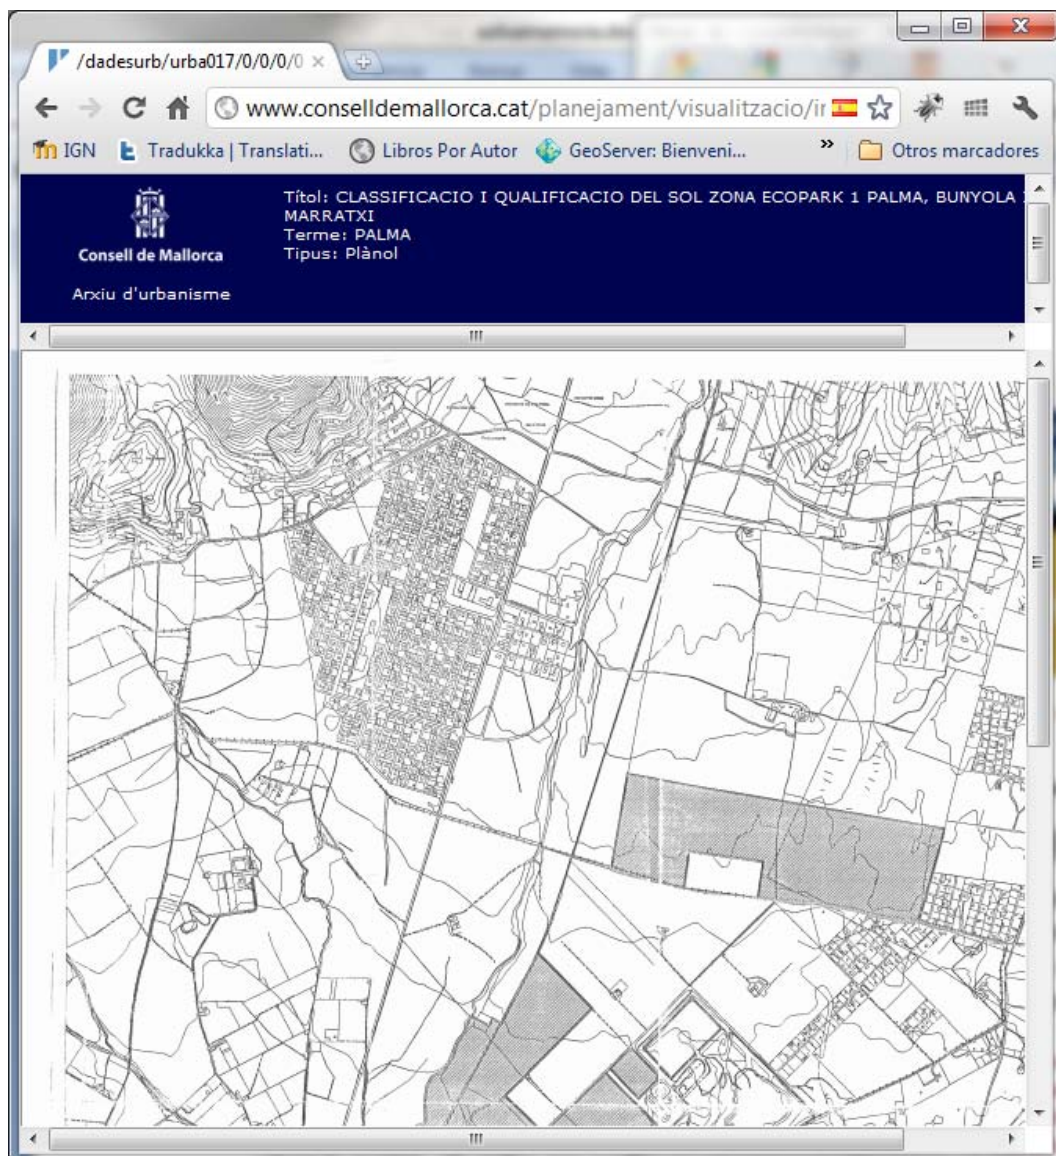 /dadesurb/urba017/0/0/0/0
www.conselldemallorca.cat/planejament/visualitzacio/ir
IGN
Tradukka | Translati...
Libros Por Autor
GeoServer: Bienveni...
»
Otros marcadores
Títol: CLASSIFICACIO I QUALIFICACIO DEL SOL ZONA ECOPARK 1 PALMA, BUNYOLA
MARRATXI
Terme: PALMA
Tipus: Plànol
Consell de Mallorca
Arxiu d'urbanisme